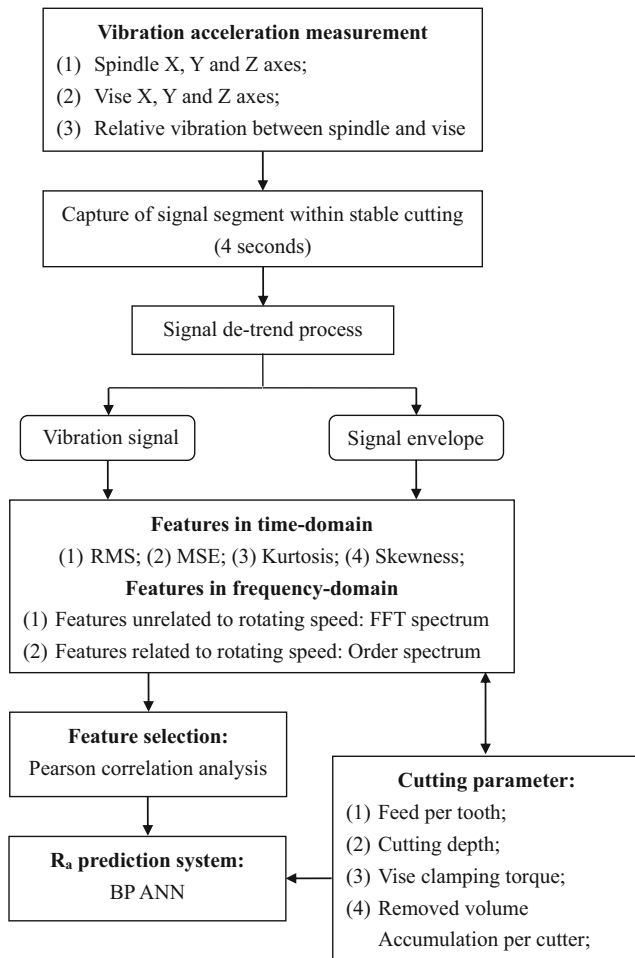 Vibration acceleration measurement
(1) Spindle X, Y and Z axes;
(2) Vise X, Y and Z axes;
(3) Relative vibration between spindle and vise
Capture of signal segment within stable cutting
(4 seconds)
Signal de-trend process
Vibration signal
Signal envelope
Features in time-domain
(1) RMS; (2) MSE; (3) Kurtosis; (4) Skewness;
Features in frequency-domain
(1) Features unrelated to rotating speed: FFT spectrum
(2) Features related to rotating speed: Order spectrum
Feature selection:
Pearson correlation analysis
Rₐ prediction system:
BP ANN
Cutting parameter:
(1) Feed per tooth;
(2) Cutting depth;
(3) Vise clamping torque;
(4) Removed volume
Accumulation per cutter;